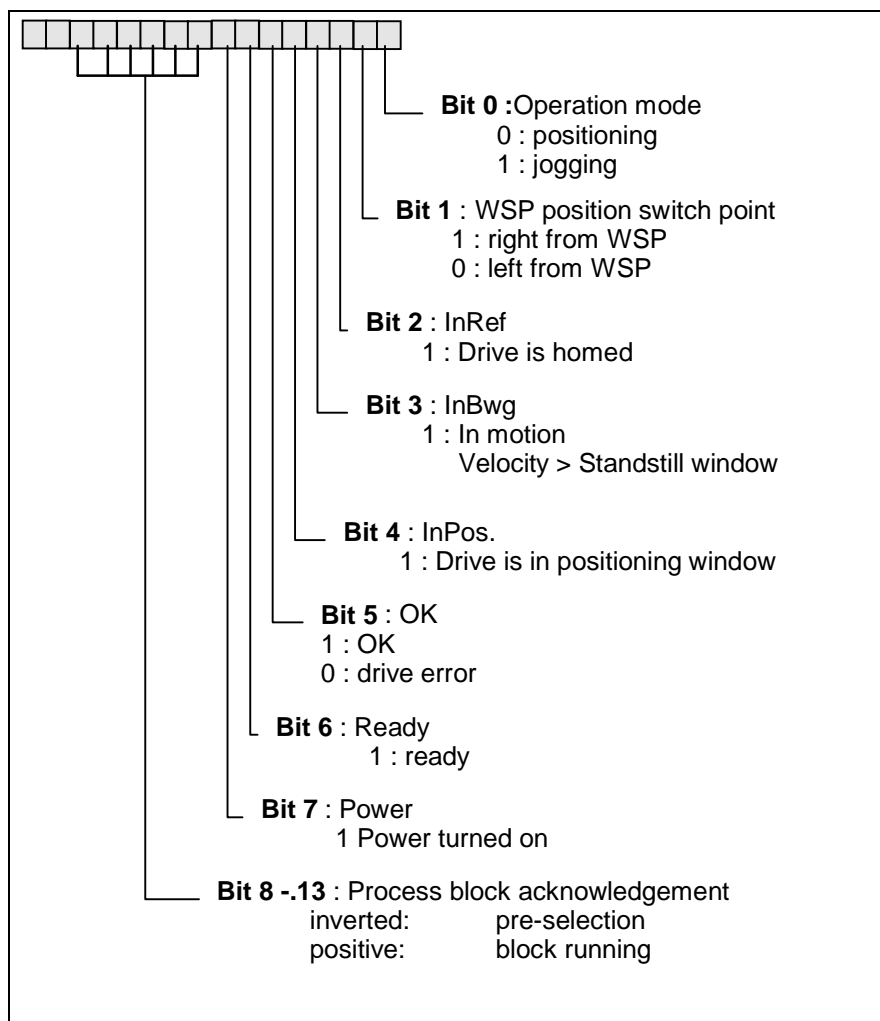 Bit 0 :Operation mode
0 : positioning
1 : jogging
Bit 1 : WSP position switch point
1 : right from WSP
0 : left from WSP
Bit 2 : InRef
1 : Drive is homed
Bit 3 : InBwg
1 : In motion
Velocity > Standstill window
Bit 4 : InPos.
1 : Drive is in positioning window
Bit 5 : OK
1 : OK
0 : drive error
Bit 6 : Ready
1 : ready
Bit 7 : Power
1 Power turned on
Bit 8 -.13 : Process block acknowledgement
inverted: pre-selection
positive: block running